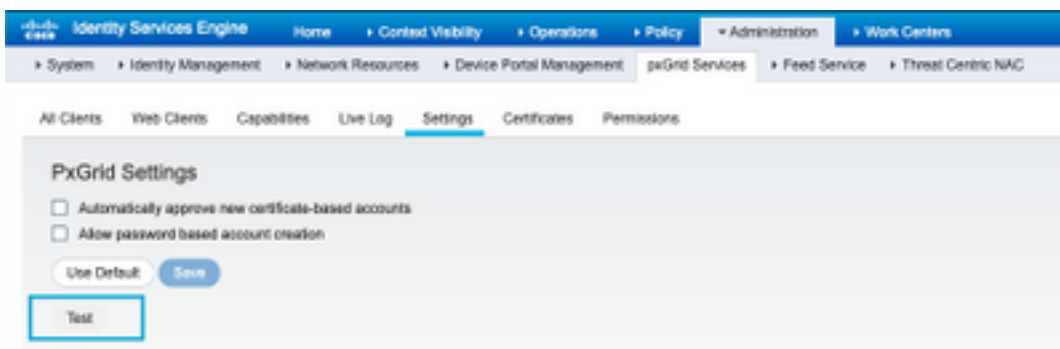 cisco Identity Services Engine Home Context Visibility Operations Policy Administration Work Centers
System Identity Management Network Resources Device Portal Management pxGrid Services Feed Service Threat Centric NAC
All Clients Web Clients Capabilities Live Log Settings Certificates Permissions
PxGrid Settings
Automatically approve new certificate-based accounts
Allow password based account creation
Use Default Save
Test